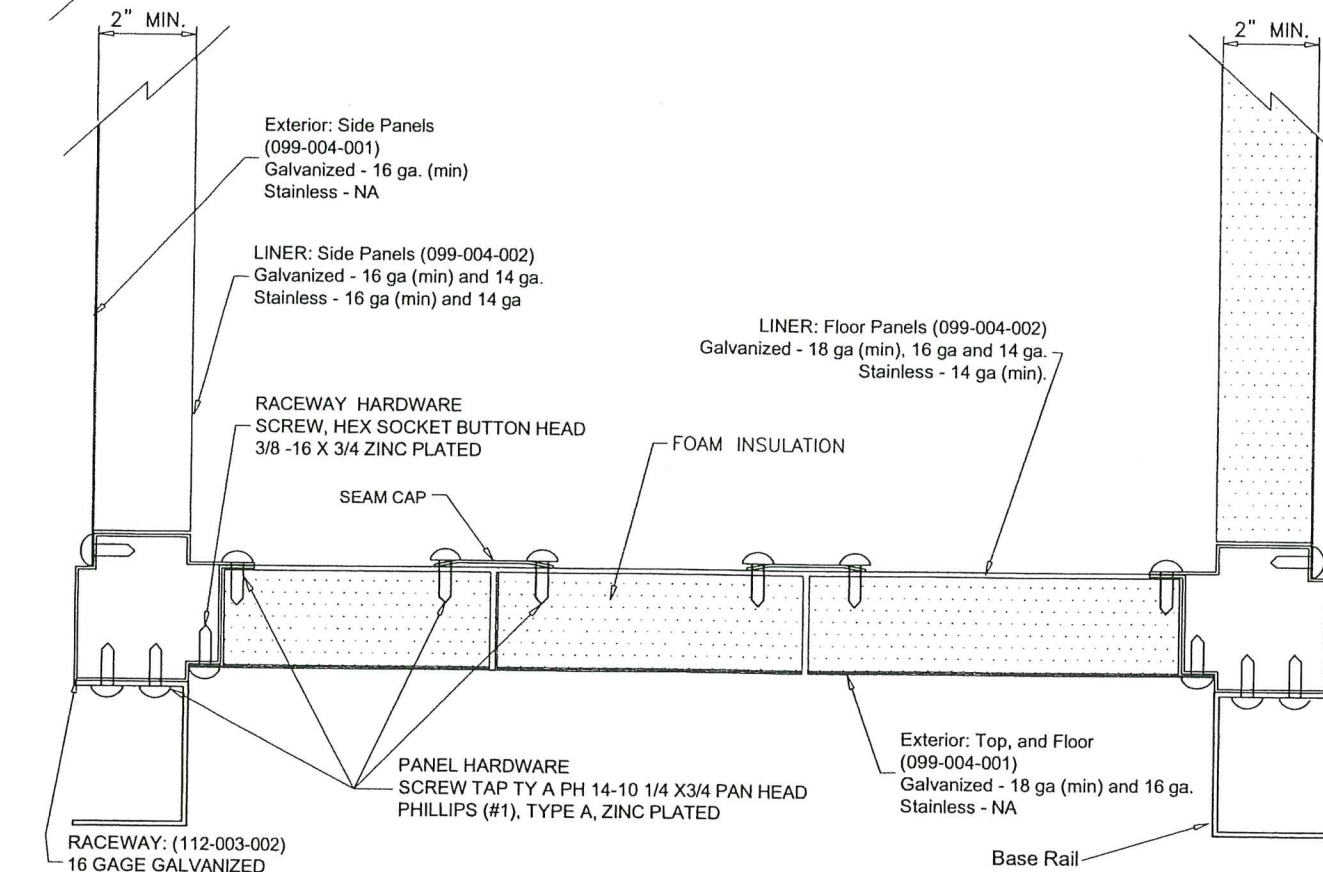 2" MIN.
2" MIN.
Exterior: Side Panels
(099-004-001)
Galvanized - 16 ga. (min)
Stainless - NA
LINER: Side Panels (099-004-002)
Galvanized - 16 ga (min) and 14 ga.
Stainless - 16 ga (min) and 14 ga
LINER: Floor Panels (099-004-002)
Galvanized - 18 ga (min), 16 ga and 14 ga.
Stainless - 14 ga (min).
RACEWAY HARDWARE
SCREW, HEX SOCKET BUTTON HEAD
3/8 -16 X 3/4 ZINC PLATED
FOAM INSULATION
SEAM CAP
PANEL HARDWARE
SCREW TAP TY A PH 14-10 1/4 X3/4 PAN HEAD
PHILLIPS (#1), TYPE A, ZINC PLATED
Exterior: Top, and Floor
(099-004-001)
Galvanized - 18 ga (min) and 16 ga.
Stainless - NA
RACEWAY: (112-003-002)
16 GAGE GALVANIZED
Base Rail